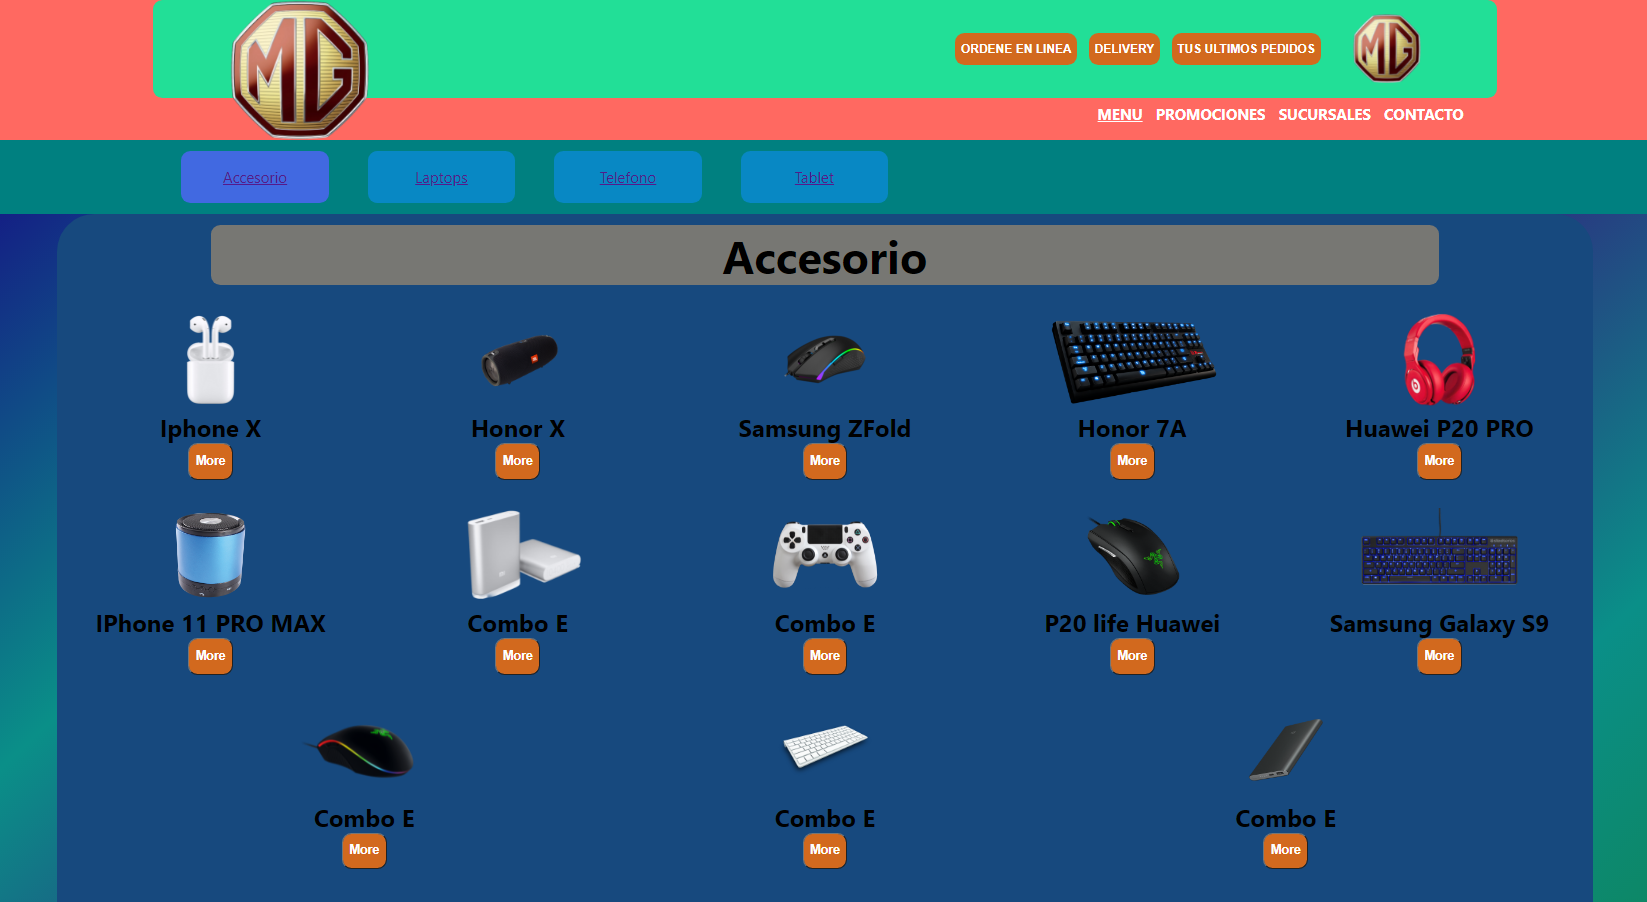 MG
ORDENE EN LINEA DELIVERY TUS ULTIMOS PEDIDOS MG
MENU PROMOCIONES SUCURSALES CONTACTO
Accesorio Laptops Telefono Tablet
Accesorio
Iphone X Honor X Samsung ZFold Honor 7A Huawei P20 PRO
More More More More More
IPhone 11 PRO MAX Combo E Combo E P20 life Huawei Samsung Galaxy S9
More More More More More
Combo E Combo E Combo E
More More More